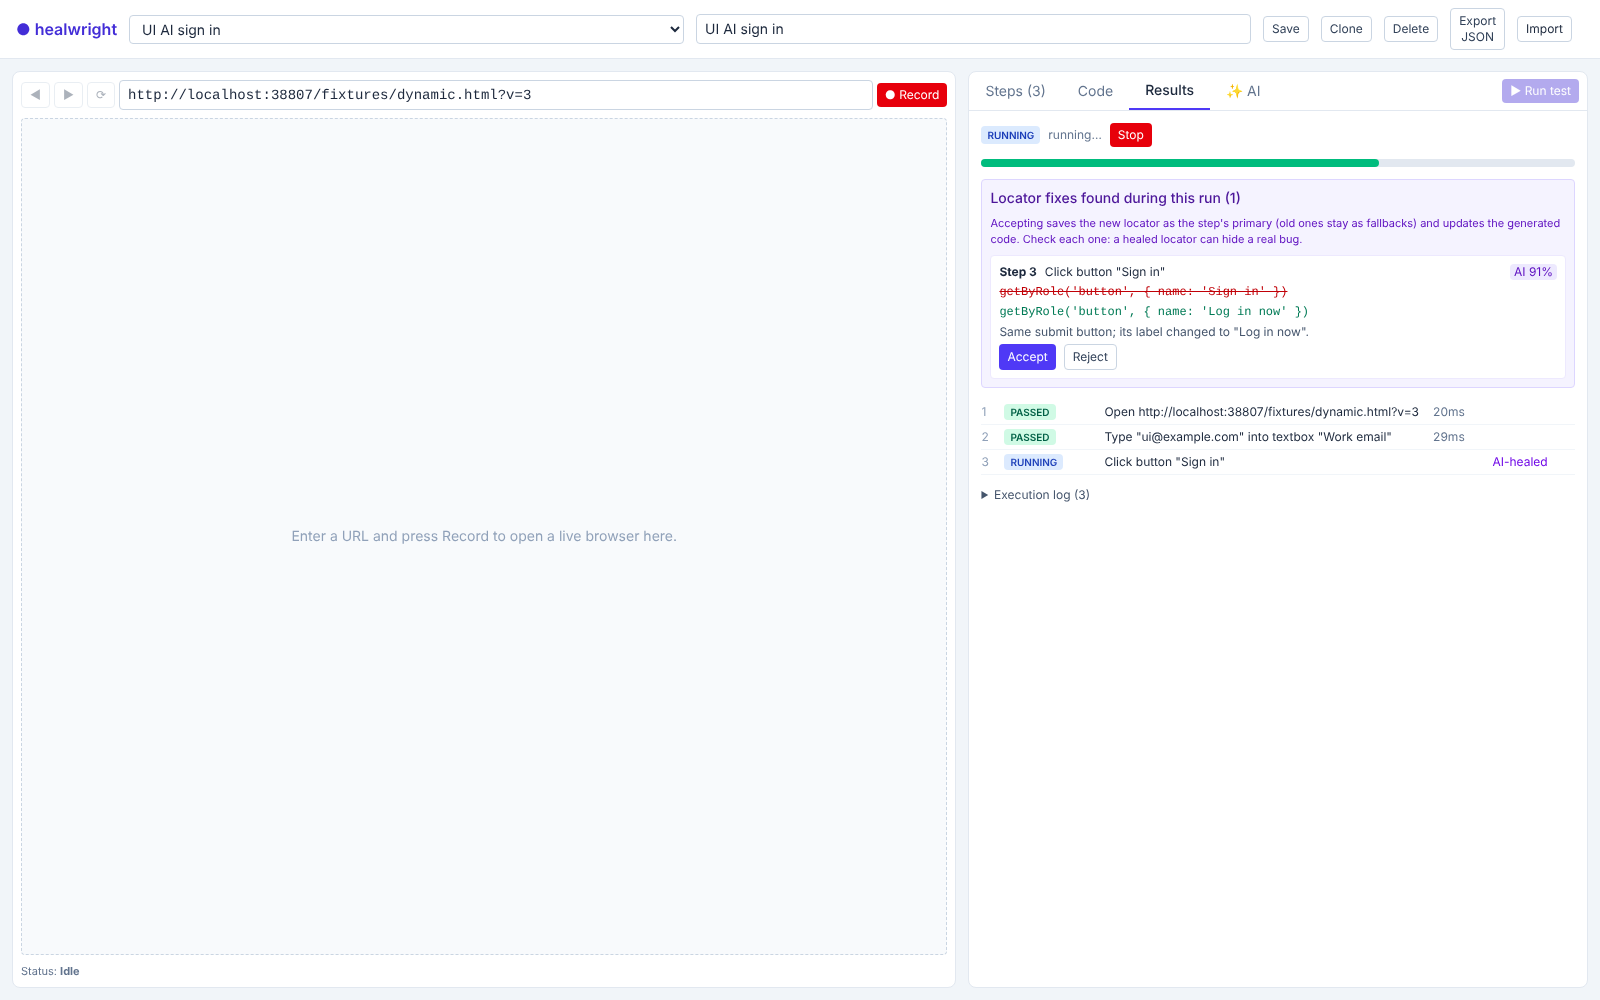 healwright
UI AI sign in
UI AI sign in
Save
Clone
Delete
Export
JSON
Import
http://localhost:38807/fixtures/dynamic.html?v=3
Record
Enter a URL and press Record to open a live browser here.
Status: Idle
Steps (3)
Code
Results
✨ AI
▶ Run test
RUNNING running... Stop
Locator fixes found during this run (1)
Accepting saves the new locator as the step's primary (old ones stay as fallbacks) and updates the generated
code. Check each one: a healed locator can hide a real bug.
Step 3 Click button "Sign in" AI 91%
getByRole('button', { name: 'Sign in' })
getByRole('button', { name: 'Log in now' })
Same submit button; its label changed to "Log in now".
Accept Reject
1 PASSED Open http://localhost:38807/fixtures/dynamic.html?v=3 20ms
2 PASSED Type "ui@example.com" into textbox "Work email" 29ms
3 RUNNING Click button "Sign in" AI-healed
▶ Execution log (3)